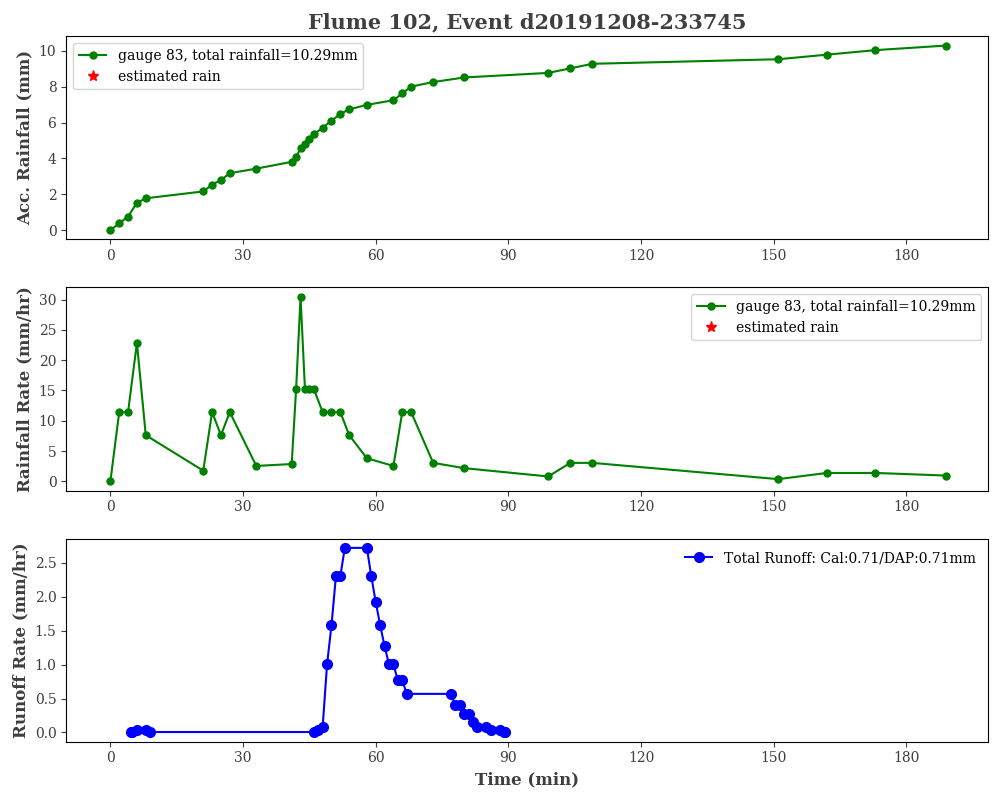 Flume 102, Event d20191208-233745
Acc. Rainfall (mm)
10
8
6
4
2
0
gauge 83, total rainfall=10.29mm
estimated rain
0 30 60 90 120 150 180
Rainfall Rate (mm/hr)
30
25
20
15
10
5
0
gauge 83, total rainfall=10.29mm
estimated rain
0 30 60 90 120 150 180
Runoff Rate (mm/hr)
2.5
2.0
1.5
1.0
0.5
0.0
Total Runoff: Cal:0.71/DAP:0.71mm
0 30 60 90 120 150 180
Time (min)